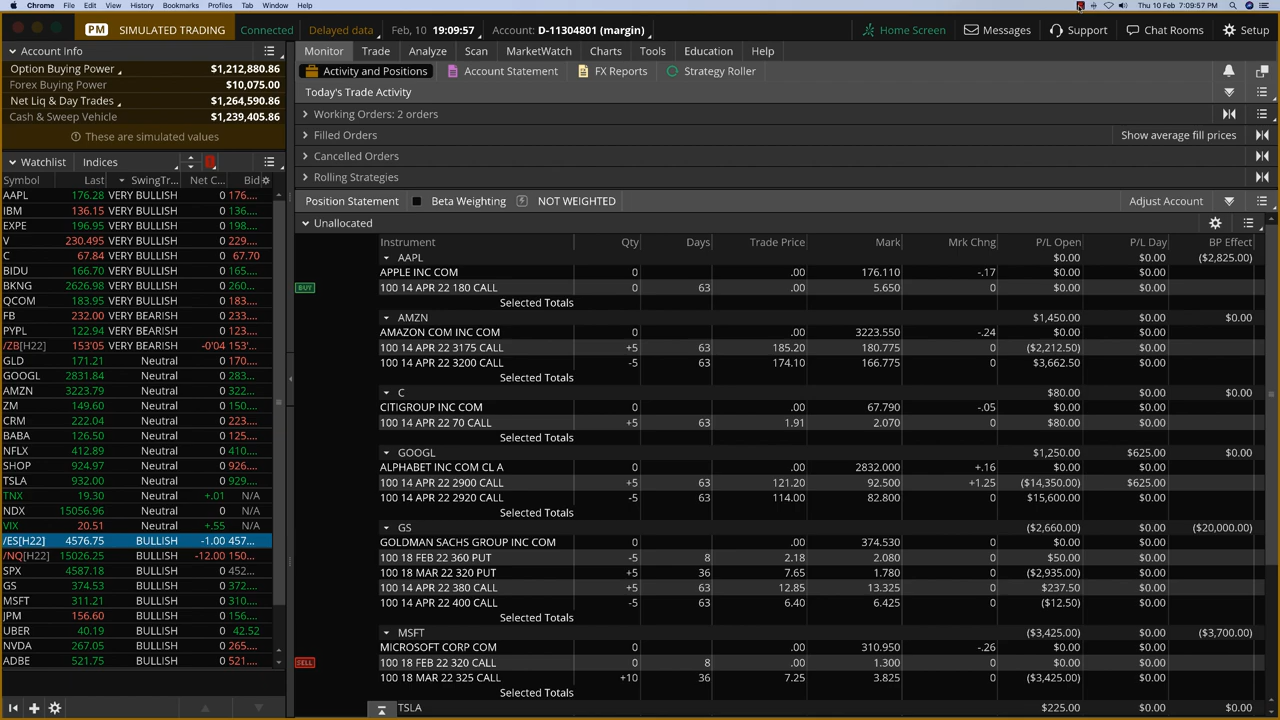 Chrome File Edit View History Bookmarks Profiles Tab Window Help Thu 10 Feb 7:09:57 PM
PM SIMULATED TRADING Connected Delayed data Feb, 10 19:09:57 Account: D-11304801 (margin) Home Screen Messages Support Chat Rooms Setup
Account Info
Option Buying Power $1,212,880.86
Forex Buying Power $10,075.00
Net Liq & Day Trades $1,264,590.86
Cash & Sweep Vehicle $1,239,405.86
These are simulated values
Watchlist Indices
Symbol Last SwingTr... Net C... Bid
AAPL 176.28 VERY BULLISH 0 176....
IBM 136.15 VERY BULLISH 0 136....
EXPE 196.95 VERY BULLISH 0 198....
V 230.495 VERY BULLISH 0 229....
C 67.84 VERY BULLISH 0 67.70
BIDU 166.70 VERY BULLISH 0 165....
BKNG 2626.98 VERY BULLISH 0 260....
QCOM 183.95 VERY BULLISH 0 183....
FB 232.00 VERY BEARISH 0 231....
PYPL 122.94 VERY BEARISH 0 123....
/ZB[H22] 153'05 VERY BEARISH -0'04 153'...
GLD 171.21 Neutral 0 170....
GOOGL 2831.84 Neutral 0 283....
AMZN 3223.79 Neutral 0 322....
ZM 149.60 Neutral 0 150....
CRM 222.04 Neutral 0 223....
BABA 126.50 Neutral 0 125....
NFLX 412.89 Neutral 0 410....
SHOP 924.97 Neutral 0 926....
TSLA 932.00 Neutral 0 929....
TNX 19.30 Neutral +.01 N/A
NDX 15056.96 Neutral 0 N/A
VIX 20.51 Neutral +.55 N/A
/ES[H22] 4576.75 BULLISH -1.00 457...
/NQ[H22] 15026.25 BULLISH -12.00 150...
SPX 4587.18 BULLISH 0 452...
GS 374.53 BULLISH 0 372....
MSFT 311.21 BULLISH 0 310....
JPM 156.60 BULLISH 0 156....
UBER 40.19 BULLISH 0 42.52
NVDA 267.05 BULLISH 0 265....
ADBE 521.75 BULLISH 0 521....
Monitor Trade Analyze Scan MarketWatch Charts Tools Education Help
Activity and Positions Account Statement FX Reports Strategy Roller
Today's Trade Activity
Working Orders: 2 orders
Filled Orders Show average fill prices
Cancelled Orders
Rolling Strategies
Position Statement Beta Weighting NOT WEIGHTED Adjust Account
Unallocated
Instrument Qty Days Trade Price Mark Mrk Chng P/L Open P/L Day BP Effect
AAPL $0.00 $0.00 ($2,825.00)
APPLE INC COM 0 .00 176.110 -.17 $0.00 $0.00
BUY 100 14 APR 22 180 CALL 0 63 .00 5.650 0 $0.00 $0.00
Selected Totals
AMZN $1,450.00 $0.00 $0.00
AMAZON COM INC COM 0 .00 3223.550 -.24 $0.00 $0.00
100 14 APR 22 3175 CALL +5 63 185.20 180.775 0 ($2,212.50) $0.00
100 14 APR 22 3200 CALL -5 63 174.10 166.775 0 $3,662.50 $0.00
Selected Totals
C $80.00 $0.00 $0.00
CITIGROUP INC COM 0 .00 67.790 -.05 $0.00 $0.00
100 14 APR 22 70 CALL +5 63 1.91 2.070 0 $80.00 $0.00
Selected Totals
GOOGL $1,250.00 $625.00 $0.00
ALPHABET INC COM CL A 0 .00 2832.000 +.16 $0.00 $0.00
100 14 APR 22 2900 CALL +5 63 121.20 92.500 +1.25 ($14,350.00) $625.00
100 14 APR 22 2920 CALL -5 63 114.00 82.800 0 $15,600.00 $0.00
Selected Totals
GS ($2,660.00) $0.00 ($20,000.00)
GOLDMAN SACHS GROUP INC COM 0 .00 374.530 0 $0.00 $0.00
100 18 FEB 22 360 PUT -5 8 2.18 2.080 0 $50.00 $0.00
100 18 MAR 22 320 PUT +5 36 7.65 1.780 0 ($2,935.00) $0.00
100 14 APR 22 380 CALL +5 63 12.85 13.325 0 $237.50 $0.00
100 14 APR 22 400 CALL -5 63 6.40 6.425 0 ($12.50) $0.00
Selected Totals
MSFT ($3,425.00) $0.00 ($3,700.00)
MICROSOFT CORP COM 0 .00 310.950 -.26 $0.00 $0.00
SELL 100 18 FEB 22 320 CALL 0 8 .00 1.300 0 $0.00 $0.00
100 18 MAR 22 325 CALL +10 36 7.25 3.825 0 ($3,425.00) $0.00
Selected Totals
TSLA $225.00 $0.00 $0.00